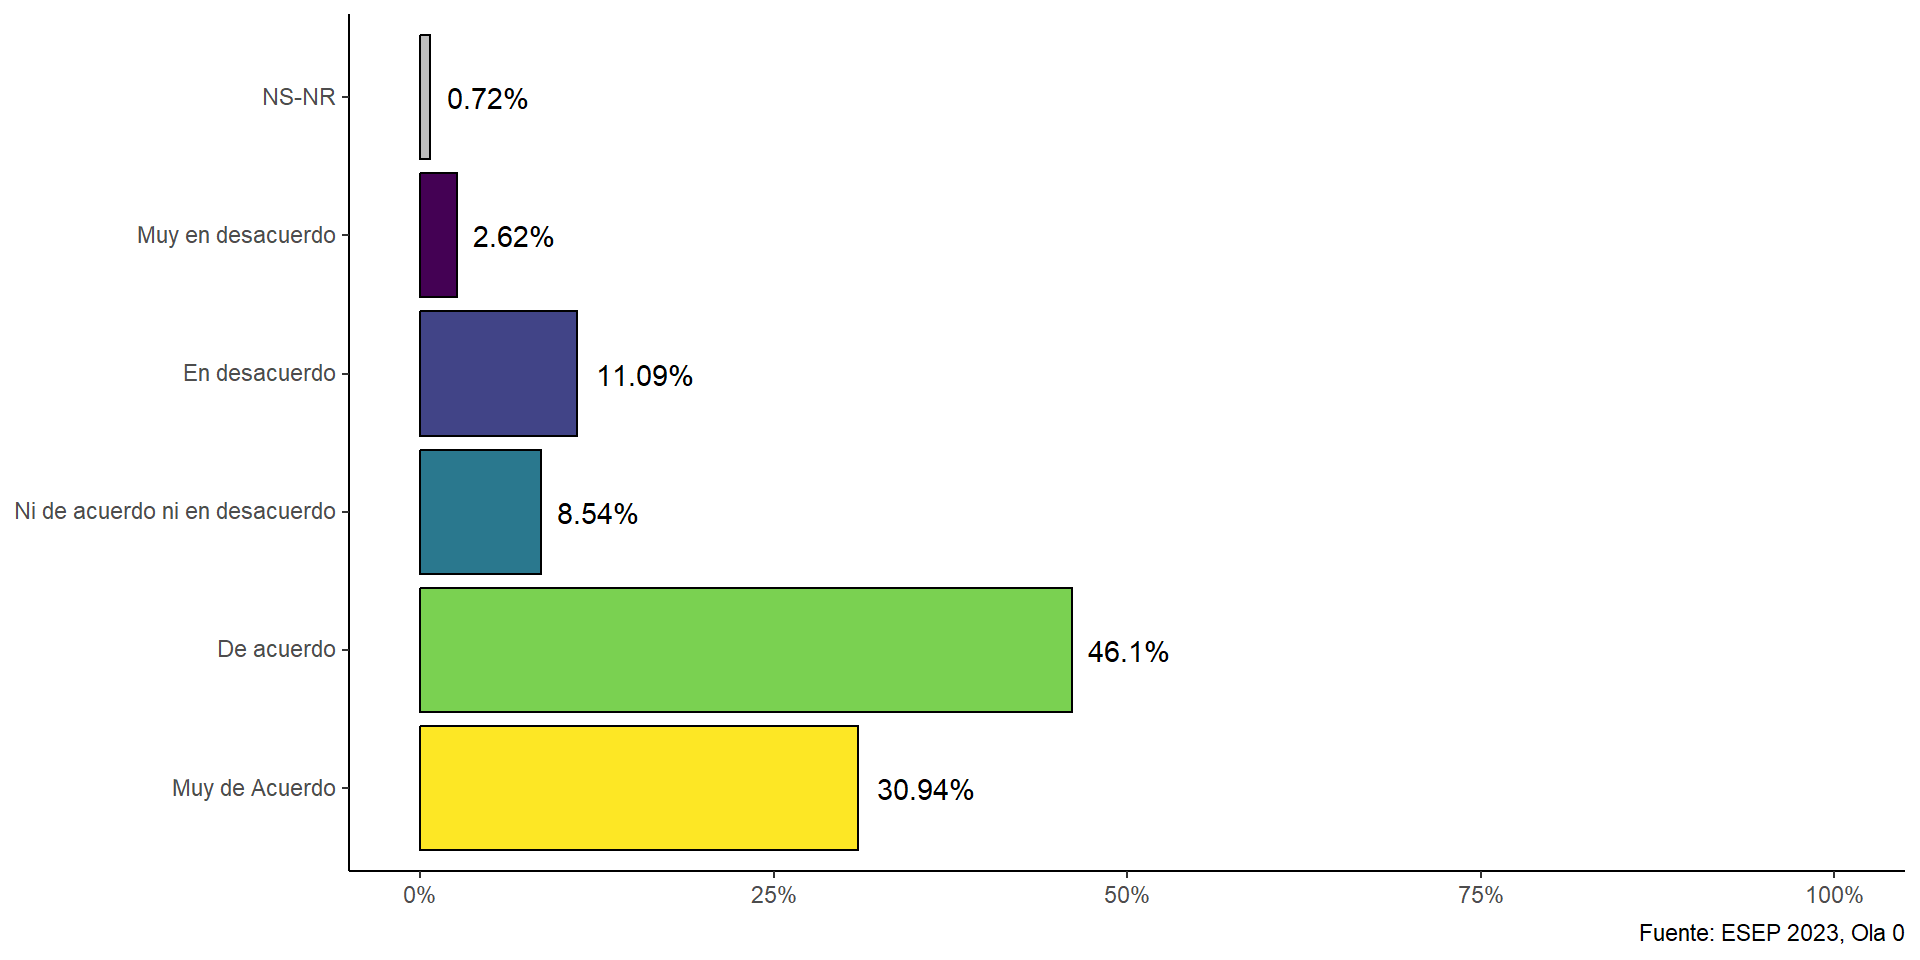 NS-NR
0.72%
Muy en desacuerdo
2.62%
En desacuerdo
11.09%
Ni de acuerdo ni en desacuerdo
8.54%
De acuerdo
46.1%
Muy de Acuerdo
30.94%
0%
25%
50%
75%
100%
Fuente: ESEP 2023, Ola 0